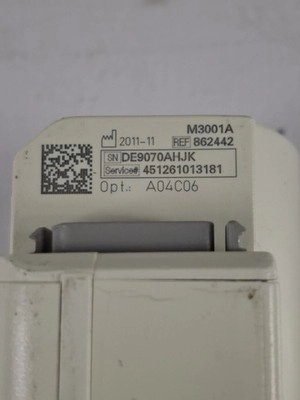 M3001A
2011-11 REF 862442
SN DE9070AHJK
Service# 451261013181
Opt.: A04C06